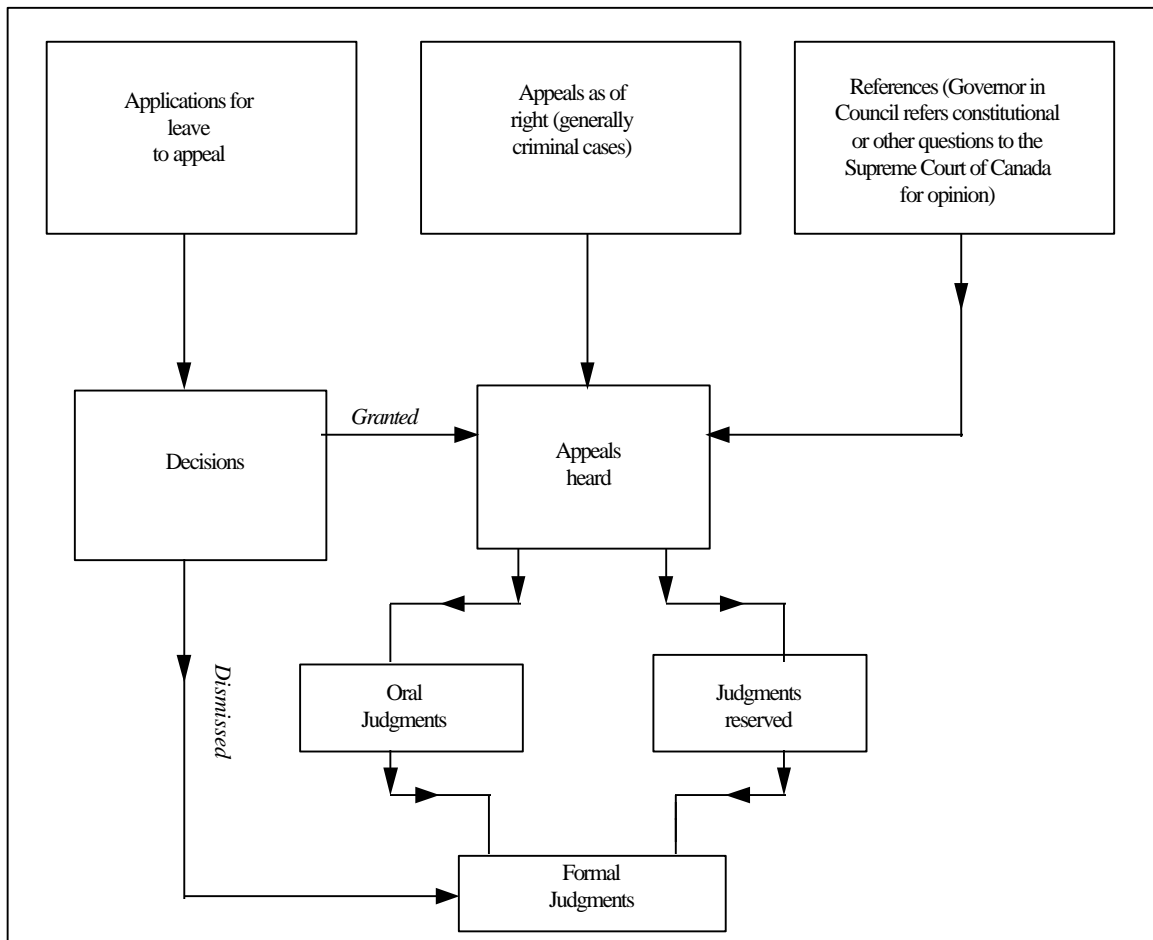 Applications for
leave
to appeal
Appeals as of
right (generally
criminal cases)
References (Governor in
Council refers constitutional
or other questions to the
Supreme Court of Canada
for opinion)
Decisions
Granted
Appeals
heard
Dismissed
Oral
Judgments
Judgments
reserved
Formal
Judgments